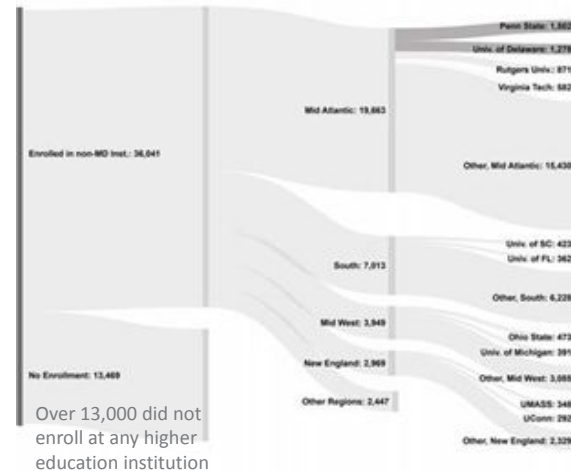 Penn State:
Univ. of Delaware: 1,278
Rutgers Univ.: 871
Virginia Tech: 682
Mid Atlantic: 19,663
Enrolled in non-MD Inst.: 36,041
Other, Mid Atlantic: 15,430
Univ. of SC: 423
Univ. of FL: 362
South: 7,013
Other, South: 6,228
Mid West: 3,949
Ohio State: 473
Univ. of Michigan: 391
New England: 2,969
No Enrollment: 13,469
Other, Mid West: 3,085
Other Regions: 2,447
UMASS: 348
UConn: 292
Other, New England: 2,329
Over 13,000 did not
enroll at any higher
education institution